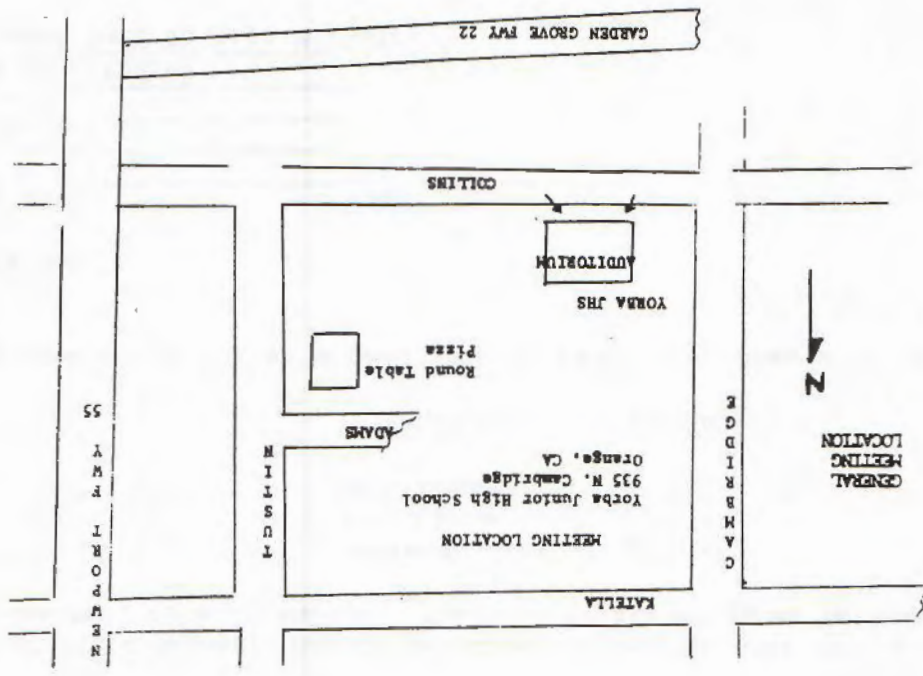 KATELLA
GENERAL
MEETING
LOCATION
N
CAMBRIDGE
MEETING LOCATION
Yorba Junior High School
935 N. Cambridge
Orange, CA.
TUSTIN
NEWPORT FWY 55
ADAMS
Round Table
Pizza
YORBA JHS
AUDITORIUM
COLLINS
GARDEN GROVE FWY 22